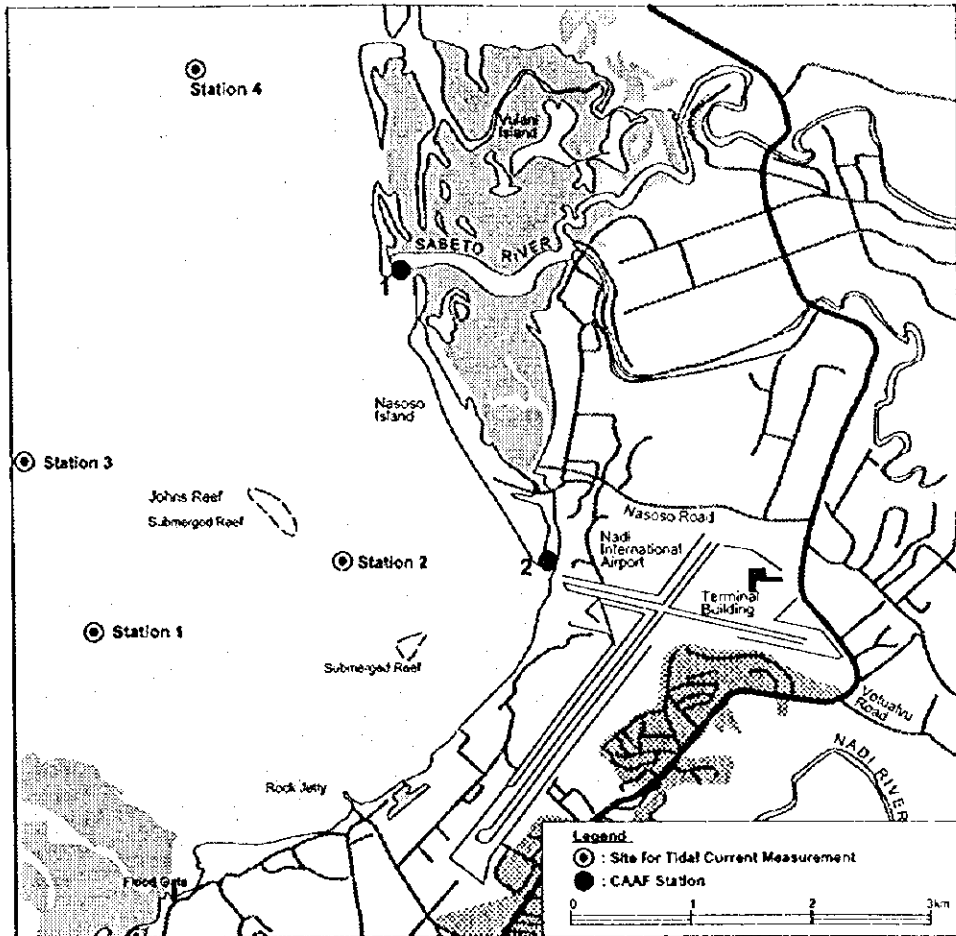 Station 4
Vulani
Island
SABETO RIVER
1
Nasoso
Island
Station 3
Johns Reef
Submerged Reef
Nasoso Road
Nadi
International
Airport
Station 2
2
Terminal
Building
Station 1
Submerged Reef
Votualvu
Road
NADI RIVER
Rock Jetty
Flood Gate
Legend
: Site for Tidal Current Measurement
: CAAF Station
0 1 2 3km